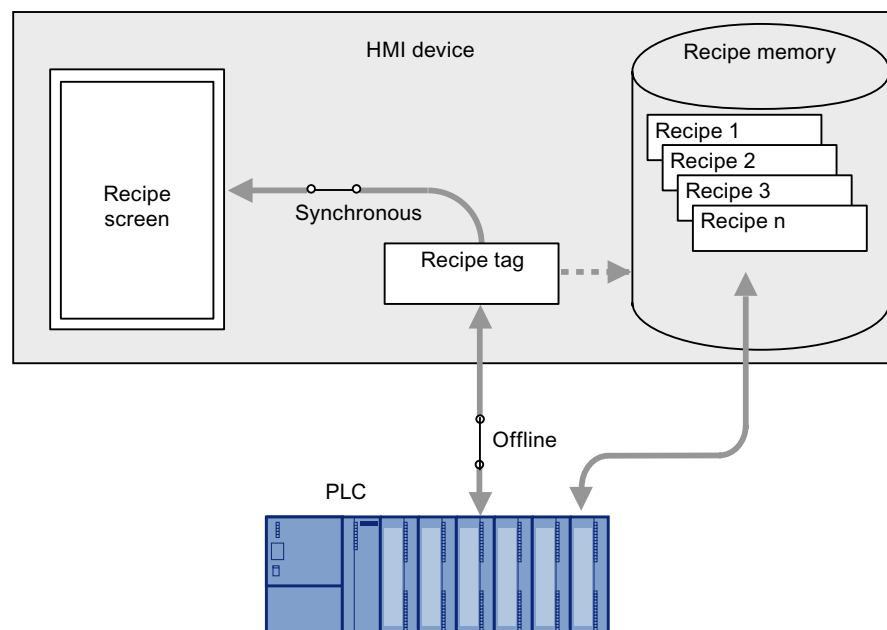 HMI device
Recipe memory
Recipe 1
Recipe 2
Recipe 3
Recipe n
Recipe
screen
Synchronous
Recipe tag
Offline
PLC